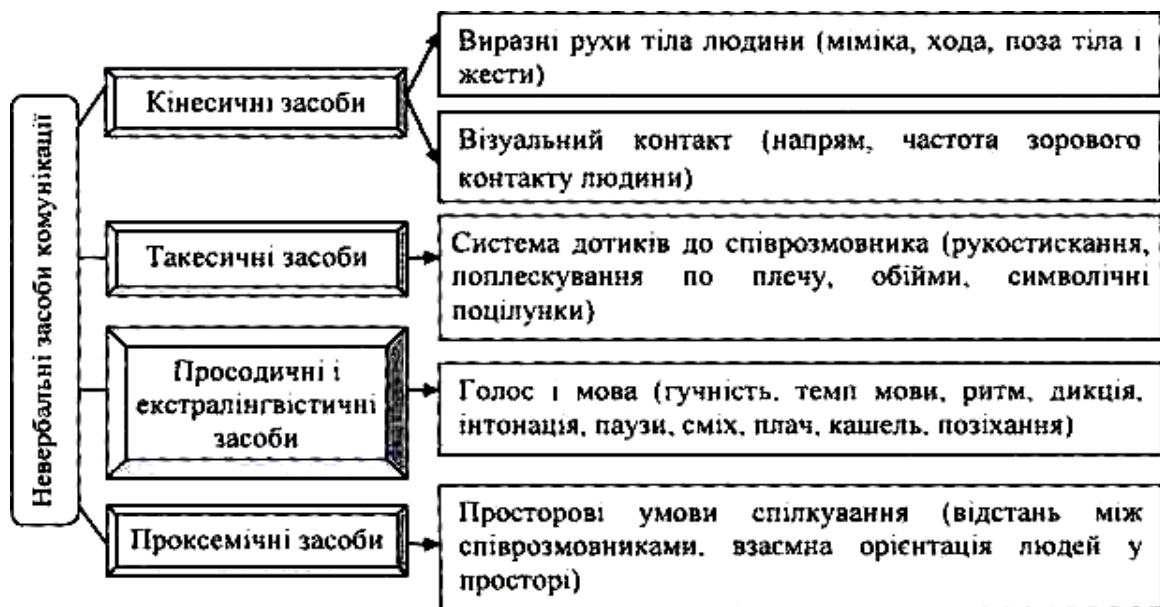 Невербальні засоби комунікації
Кінесичні засоби
Виразні рухи тіла людини (міміка, хода, поза тіла і
жести)
Візуальний контакт (напрям, частота зорового
контакту людини)
Такесичні засоби
Система дотиків до співрозмовника (рукостискання,
поплескування по плечу, обійми, символічні
поцілунки)
Просодичні і
екстралінгвістичні
засоби
Голос і мова (гучність, темп мови, ритм, дикція,
інтонація, паузи, сміх, плач, кашель, позіхання)
Проксемічні засоби
Просторові умови спілкування (відстань між
співрозмовниками, взаємна орієнтація людей у
просторі)